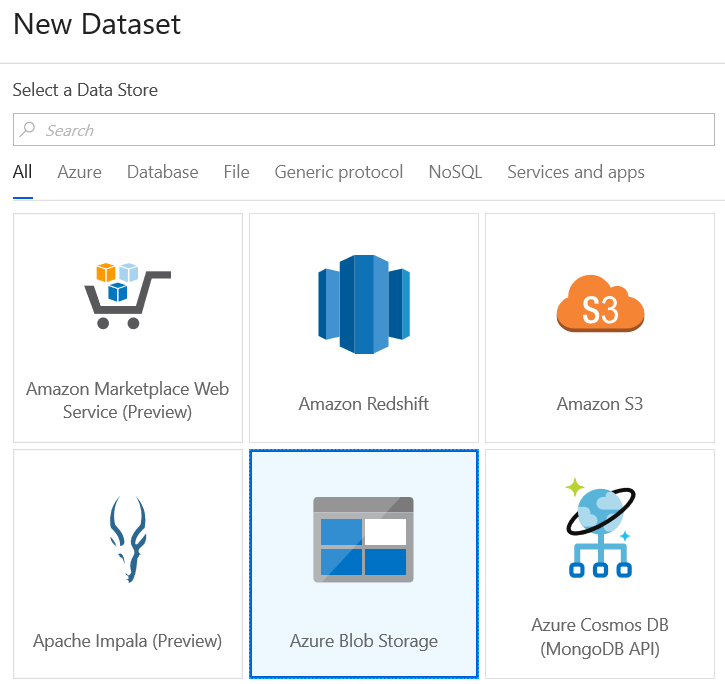 New Dataset
Select a Data Store
Search
All Azure Database File Generic protocol NoSQL Services and apps
S3
Amazon Marketplace Web
Service (Preview)
Amazon Redshift
Amazon S3
Apache Impala (Preview)
Azure Blob Storage
Azure Cosmos DB
(MongoDB API)